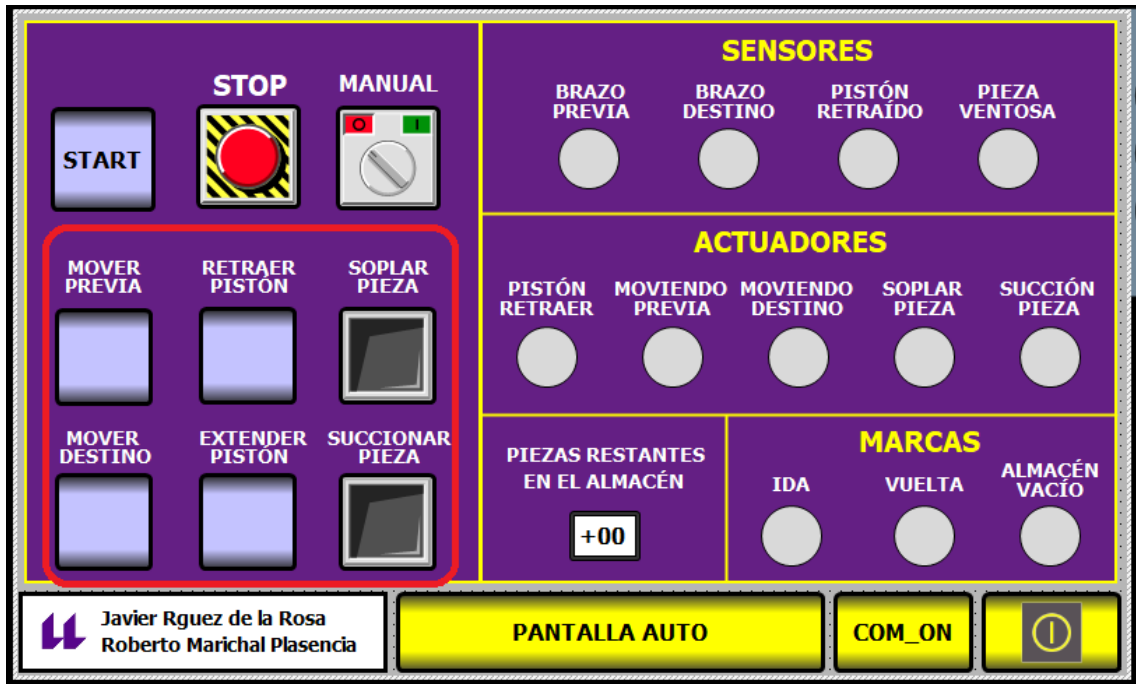 STOP
MANUAL
START
O
I
MOVER
PREVIA
RETRAER
PISTÓN
SOPLAR
PIEZA
MOVER
DESTINO
EXTENDER
PISTÓN
SUCCIONAR
PIEZA
SENSORES
BRAZO
PREVIA
BRAZO
DESTINO
PISTÓN
RETRAÍDO
PIEZA
VENTOSA
ACTUADORES
PISTÓN
RETRAER
MOVIENDO
PREVIA
MOVIENDO
DESTINO
SOPLAR
PIEZA
SUCCIÓN
PIEZA
PIEZAS RESTANTES
EN EL ALMACÉN
+00
MARCAS
IDA
VUELTA
ALMACÉN
VACÍO
Javier Rguez de la Rosa
Roberto Marichal Plasencia
PANTALLA AUTO
COM_ON